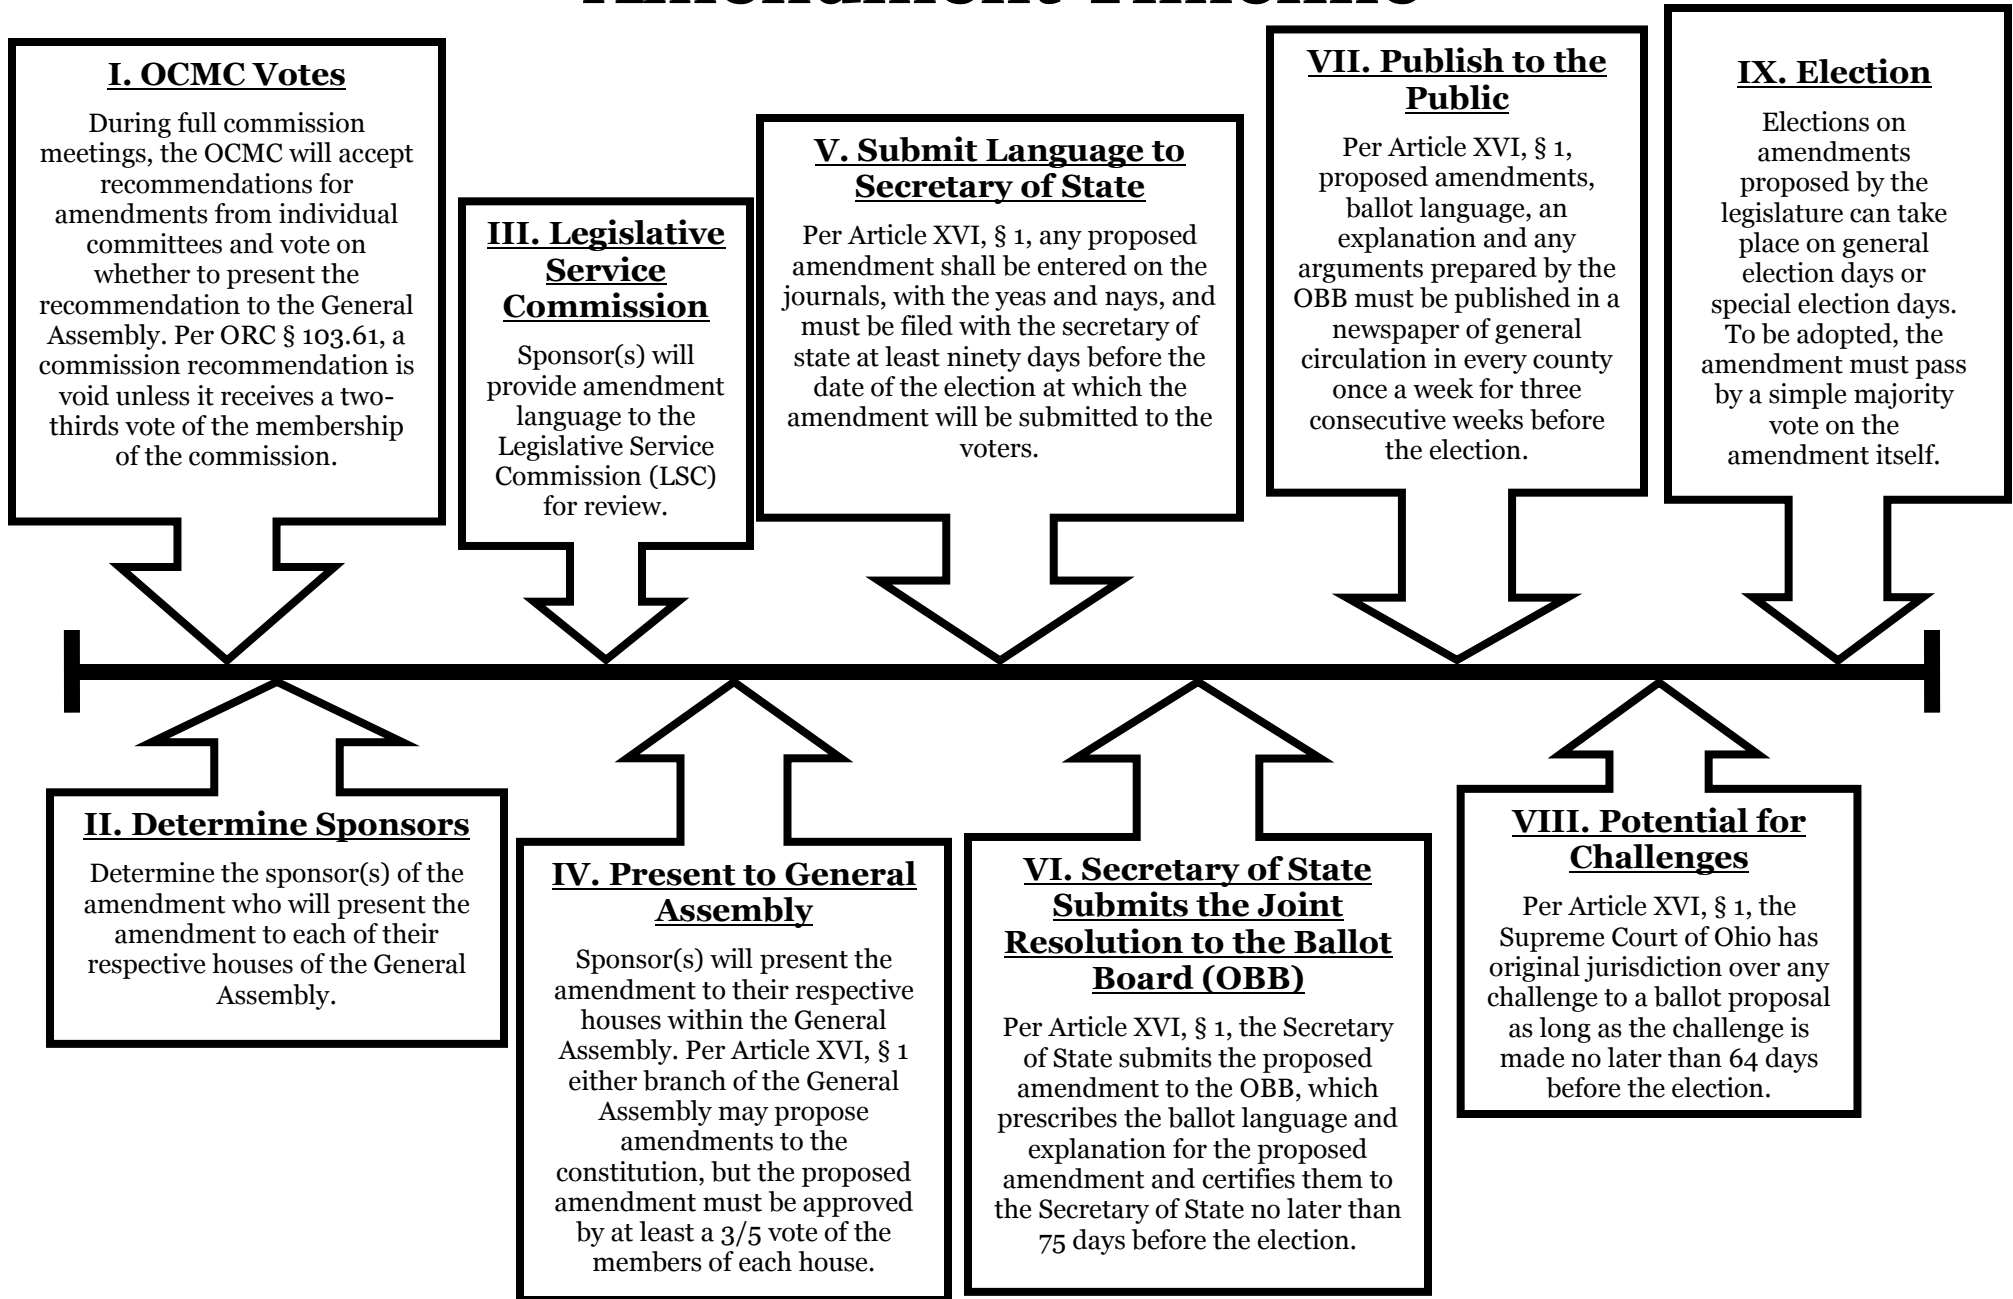 Amendment Timeline
I. OCMC Votes
During full commission
meetings, the OCMC will accept
recommendations for
amendments from individual
committees and vote on
whether to present the
recommendation to the General
Assembly. Per ORC § 103.61, a
commission recommendation is
void unless it receives a two-
thirds vote of the membership
of the commission.
II. Determine Sponsors
Determine the sponsor(s) of the
amendment who will present the
amendment to each of their
respective houses of the General
Assembly.
III. Legislative
Service
Commission
Sponsor(s) will
provide amendment
language to the
Legislative Service
Commission (LSC)
for review.
IV. Present to General
Assembly
Sponsor(s) will present the
amendment to their respective
houses within the General
Assembly. Per Article XVI, § 1
either branch of the General
Assembly may propose
amendments to the
constitution, but the proposed
amendment must be approved
by at least a 3/5 vote of the
members of each house.
V. Submit Language to
Secretary of State
Per Article XVI, § 1, any proposed
amendment shall be entered on the
journals, with the yeas and nays, and
must be filed with the secretary of
state at least ninety days before the
date of the election at which the
amendment will be submitted to the
voters.
VI. Secretary of State
Submits the Joint
Resolution to the Ballot
Board (OBB)
Per Article XVI, § 1, the Secretary
of State submits the proposed
amendment to the OBB, which
prescribes the ballot language and
explanation for the proposed
amendment and certifies them to
the Secretary of State no later than
75 days before the election.
VII. Publish to the
Public
Per Article XVI, § 1,
proposed amendments,
ballot language, an
explanation and any
arguments prepared by the
OBB must be published in a
newspaper of general
circulation in every county
once a week for three
consecutive weeks before
the election.
VIII. Potential for
Challenges
Per Article XVI, § 1, the
Supreme Court of Ohio has
original jurisdiction over any
challenge to a ballot proposal
as long as the challenge is
made no later than 64 days
before the election.
IX. Election
Elections on
amendments
proposed by the
legislature can take
place on general
election days or
special election days.
To be adopted, the
amendment must pass
by a simple majority
vote on the
amendment itself.